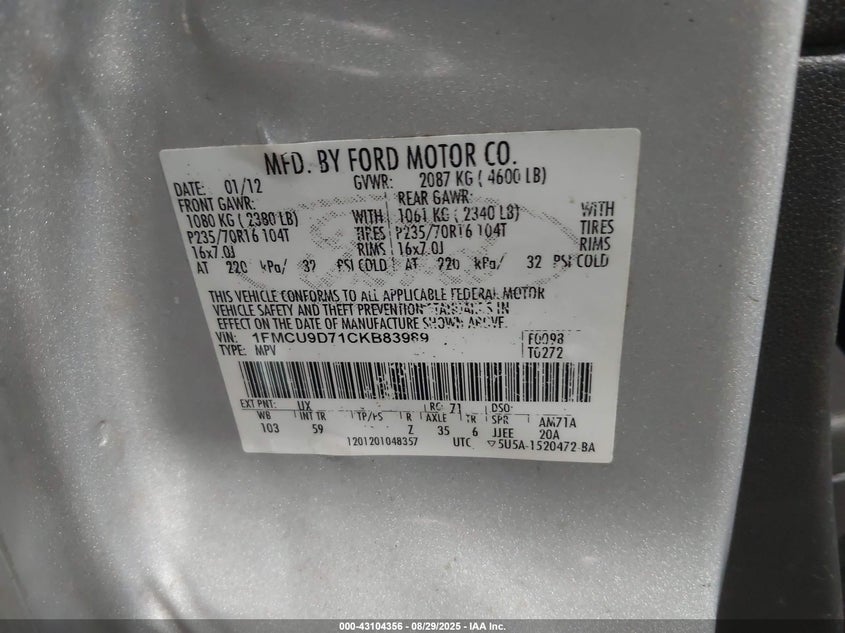 MFD. BY FORD MOTOR CO.
DATE: 01/12 GVWR: 2087 KG ( 4600 LB)
FRONT GAWR: REAR GAWR:
1080 KG ( 2380 LB) WITH 1061 KG ( 2340 LB) WITH
P235/70R16 104T TIRES P235/70R16 104T TIRES
16x7.0J RIMS 16x7.0J RIMS
AT 220 kPa/ 32 PSI COLD AT 220 kPa/ 32 PSI COLD
THIS VEHICLE CONFORMS TO ALL APPLICABLE FEDERAL MOTOR
VEHICLE SAFETY AND THEFT PREVENTION STANDARDS IN
EFFECT ON THE DATE OF MANUFACTURE SHOWN ABOVE.
VIN: 1FMCU9D71CKB83989 F0098
TYPE: MPV T0272
EXT PNT: UX RC: 71 DSO:
WB INT TR TP/PS R AXLE TR SPR AM71A
103 59 Z 35 6 JJEE 20A
1201201048357 UTC ▽5U5A-1520472-BA
000-43104356 - 08/29/2025 - IAA Inc.